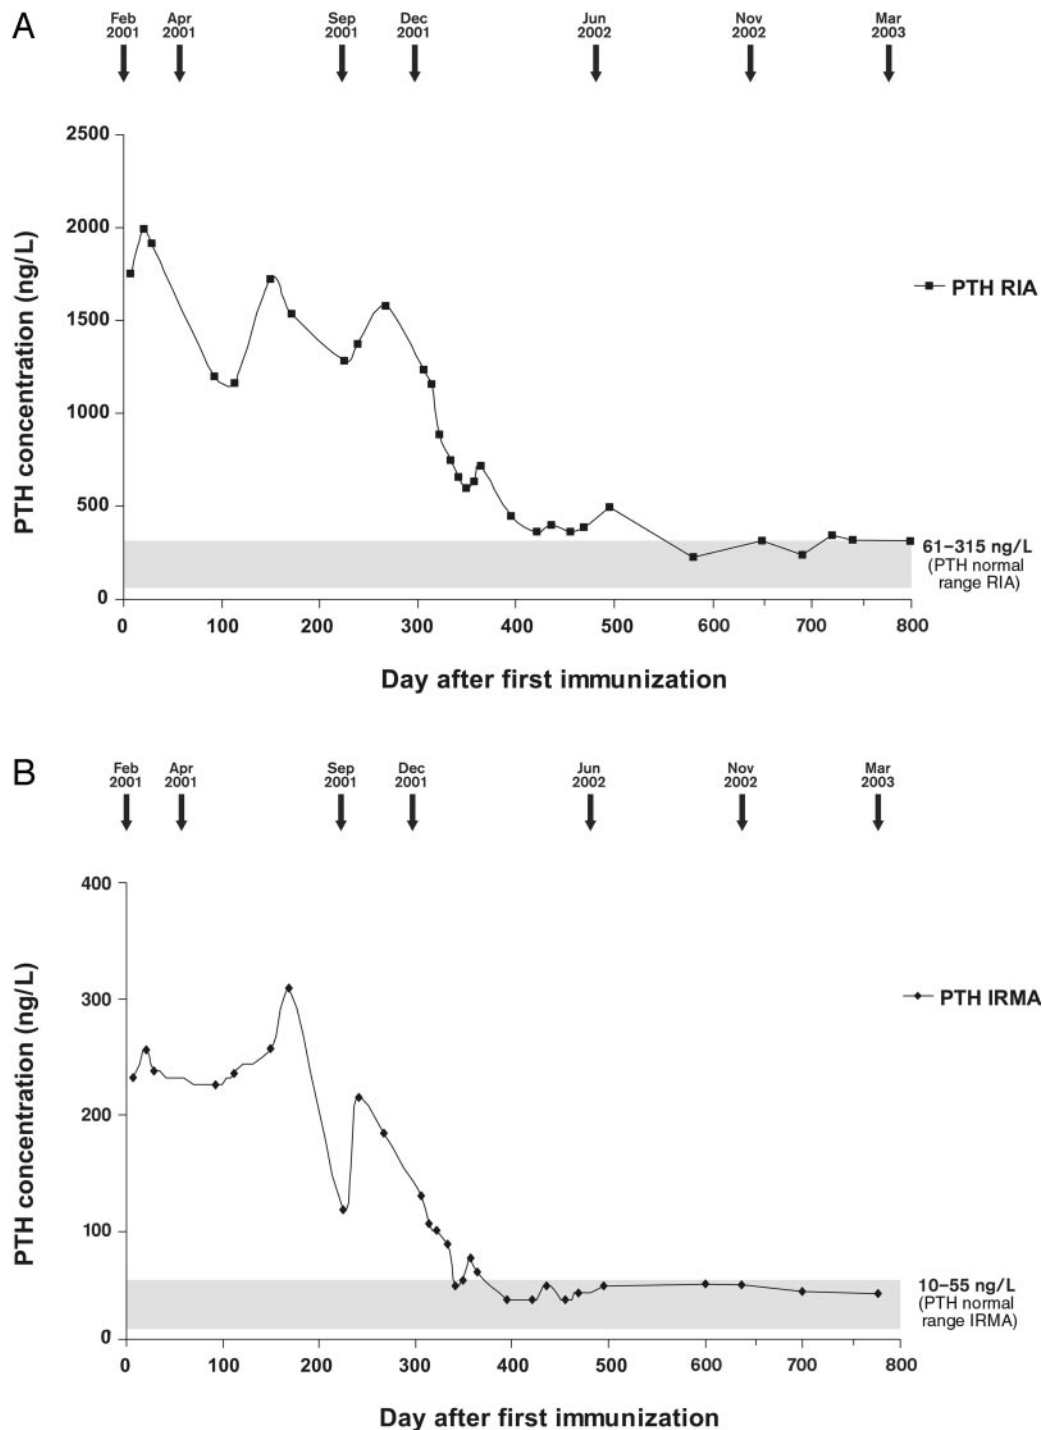 A
Feb
2001
Apr
2001
Sep
2001
Dec
2001
Jun
2002
Nov
2002
Mar
2003
2500
2000
1500
1000
500
0
PTH concentration (ng/L)
PTH RIA
61–315 ng/L
(PTH normal
range RIA)
0 100 200 300 400 500 600 700 800
Day after first immunization
B
Feb
2001
Apr
2001
Sep
2001
Dec
2001
Jun
2002
Nov
2002
Mar
2003
400
300
200
100
0
PTH concentration (ng/L)
PTH IRMA
10–55 ng/L
(PTH normal
range IRMA)
0 100 200 300 400 500 600 700 800
Day after first immunization